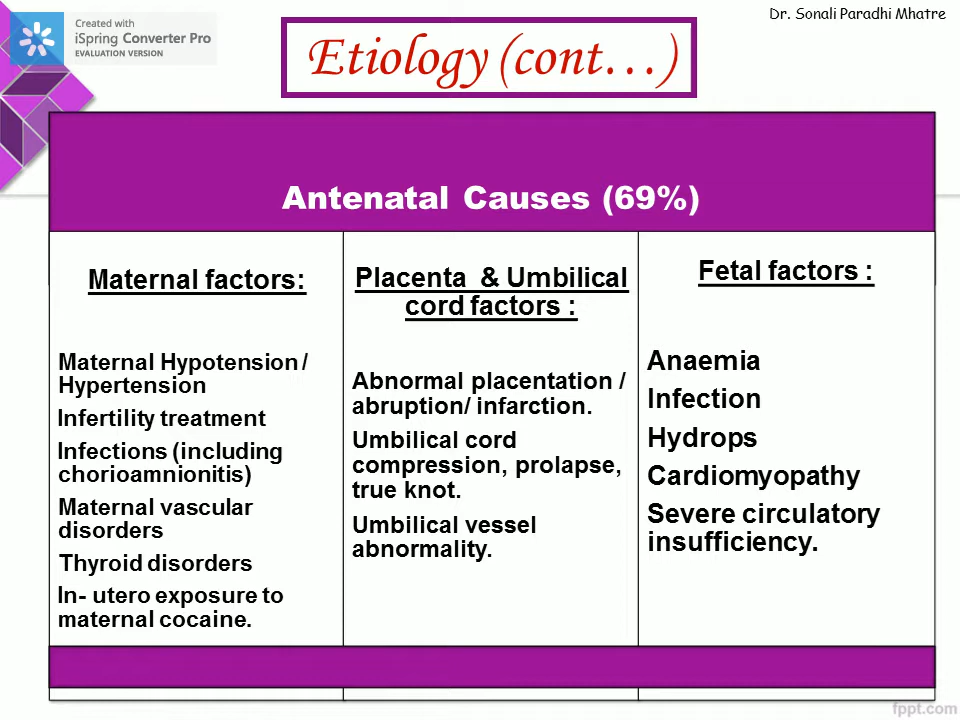 Created with
iSpring Converter Pro
EVALUATION VERSION
Dr. Sonali Paradhi Mhatre
Etiology (cont…)
Antenatal Causes (69%)
Maternal factors:
Maternal Hypotension /
Hypertension
Infertility treatment
Infections (including
chorioamnionitis)
Maternal vascular
disorders
Thyroid disorders
In- utero exposure to
maternal cocaine.
Placenta & Umbilical
cord factors :
Abnormal placentation /
abruption/ infarction.
Umbilical cord
compression, prolapse,
true knot.
Umbilical vessel
abnormality.
Fetal factors :
Anaemia
Infection
Hydrops
Cardiomyopathy
Severe circulatory
insufficiency.
fppt.com